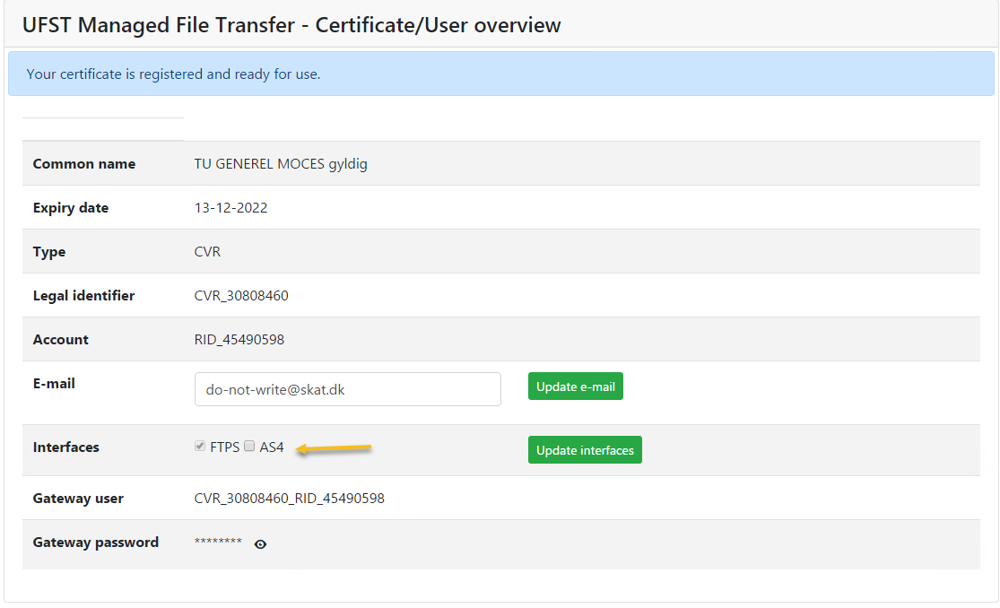 UFST Managed File Transfer - Certificate/User overview
Your certificate is registered and ready for use.
Common name TU GENEREL MOCES gyldig
Expiry date 13-12-2022
Type CVR
Legal identifier CVR_30808460
Account RID_45490598
E-mail do-not-write@skat.dk Update e-mail
Interfaces FTPS AS4 Update interfaces
Gateway user CVR_30808460_RID_45490598
Gateway password ********